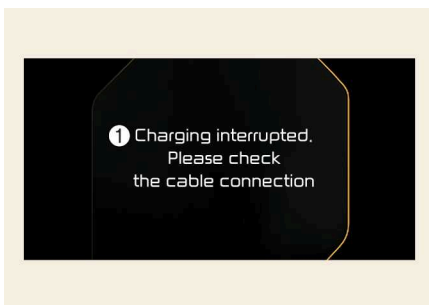 1 Charging interrupted.
Please check
the cable connection